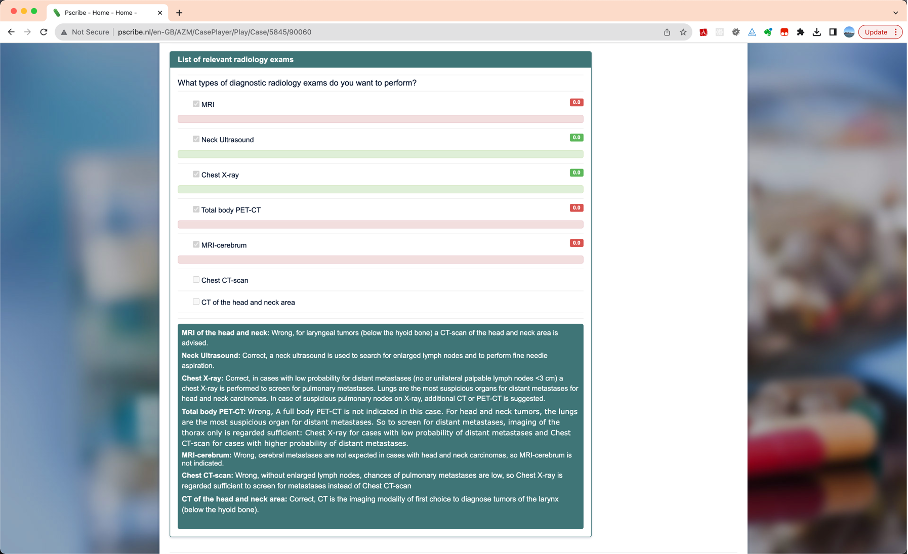 Pscribe - Home - Home -
Not Secure | pscribe.nl/en-GB/AZM/CasePlayer/Play/Case/5845/90060
Update
List of relevant radiology exams
What types of diagnostic radiology exams do you want to perform?
MRI 0.0
Neck Ultrasound 0.0
Chest X-ray 0.0
Total body PET-CT 0.0
MRI-cerebrum 0.0
Chest CT-scan
CT of the head and neck area
MRI of the head and neck: Wrong, for laryngeal tumors (below the hyoid bone) a CT-scan of the head and neck area is
advised.
Neck Ultrasound: Correct, a neck ultrasound is used to search for enlarged lymph nodes and to perform fine needle
aspiration.
Chest X-ray: Correct, in cases with low probability for distant metastases (no or unilateral palpable lymph nodes <3 cm) a
chest X-ray is performed to screen for pulmonary metastases. Lungs are the most suspicious organs for distant metastases for
head and neck carcinomas. In case of suspicious pulmonary nodes on X-ray, additional CT or PET-CT is suggested.
Total body PET-CT: Wrong, A full body PET-CT is not indicated in this case. For head and neck tumors, the lungs
are the most suspicious organ for distant metastases. So to screen for distant metastases, imaging of the
thorax only is regarded sufficient: Chest X-ray for cases with low probability of distant metastases and Chest
CT-scan for cases with higher probability of distant metastases.
MRI-cerebrum: Wrong, cerebral metastases are not expected in cases with head and neck carcinomas, so MRI-cerebrum is
not indicated.
Chest CT-scan: Wrong, without enlarged lymph nodes, chances of pulmonary metastases are low, so Chest X-ray is
regarded sufficient to screen for metastases instead of Chest CT-scan
CT of the head and neck area: Correct, CT is the imaging modality of first choice to diagnose tumors of the larynx
(below the hyoid bone).